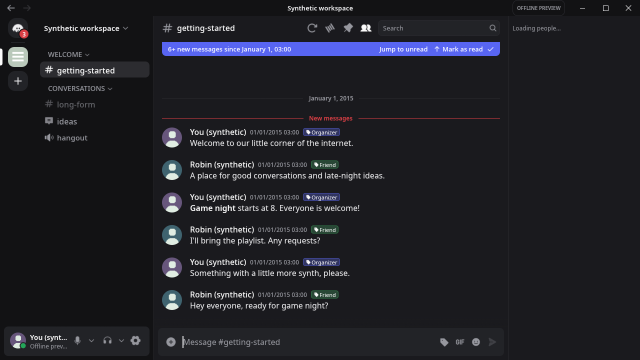 Synthetic workspace
OFFLINE PREVIEW
3
Synthetic workspace
WELCOME
# getting-started
CONVERSATIONS
# long-form
ideas
hangout
You (synt...
Offline prev...
# getting-started
Search
6+ new messages since January 1, 03:00
Jump to unread
Mark as read
January 1, 2015
New messages
You (synthetic) 01/01/2015 03:00 Organizer
Welcome to our little corner of the internet.
Robin (synthetic) 01/01/2015 03:00 Friend
A place for good conversations and late-night ideas.
You (synthetic) 01/01/2015 03:00 Organizer
Game night starts at 8. Everyone is welcome!
Robin (synthetic) 01/01/2015 03:00 Friend
I'll bring the playlist. Any requests?
You (synthetic) 01/01/2015 03:00 Organizer
Something with a little more synth, please.
Robin (synthetic) 01/01/2015 03:00 Friend
Hey everyone, ready for game night?
Message #getting-started
GIF
Loading people...